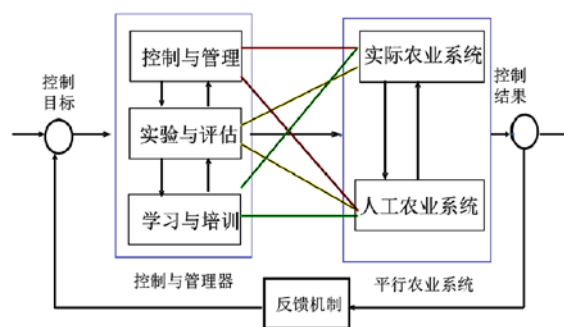 控制
目标
控制与管理
实验与评估
学习与培训
控制与管理器
实际农业系统
人工农业系统
平行农业系统
控制
结果
反馈机制